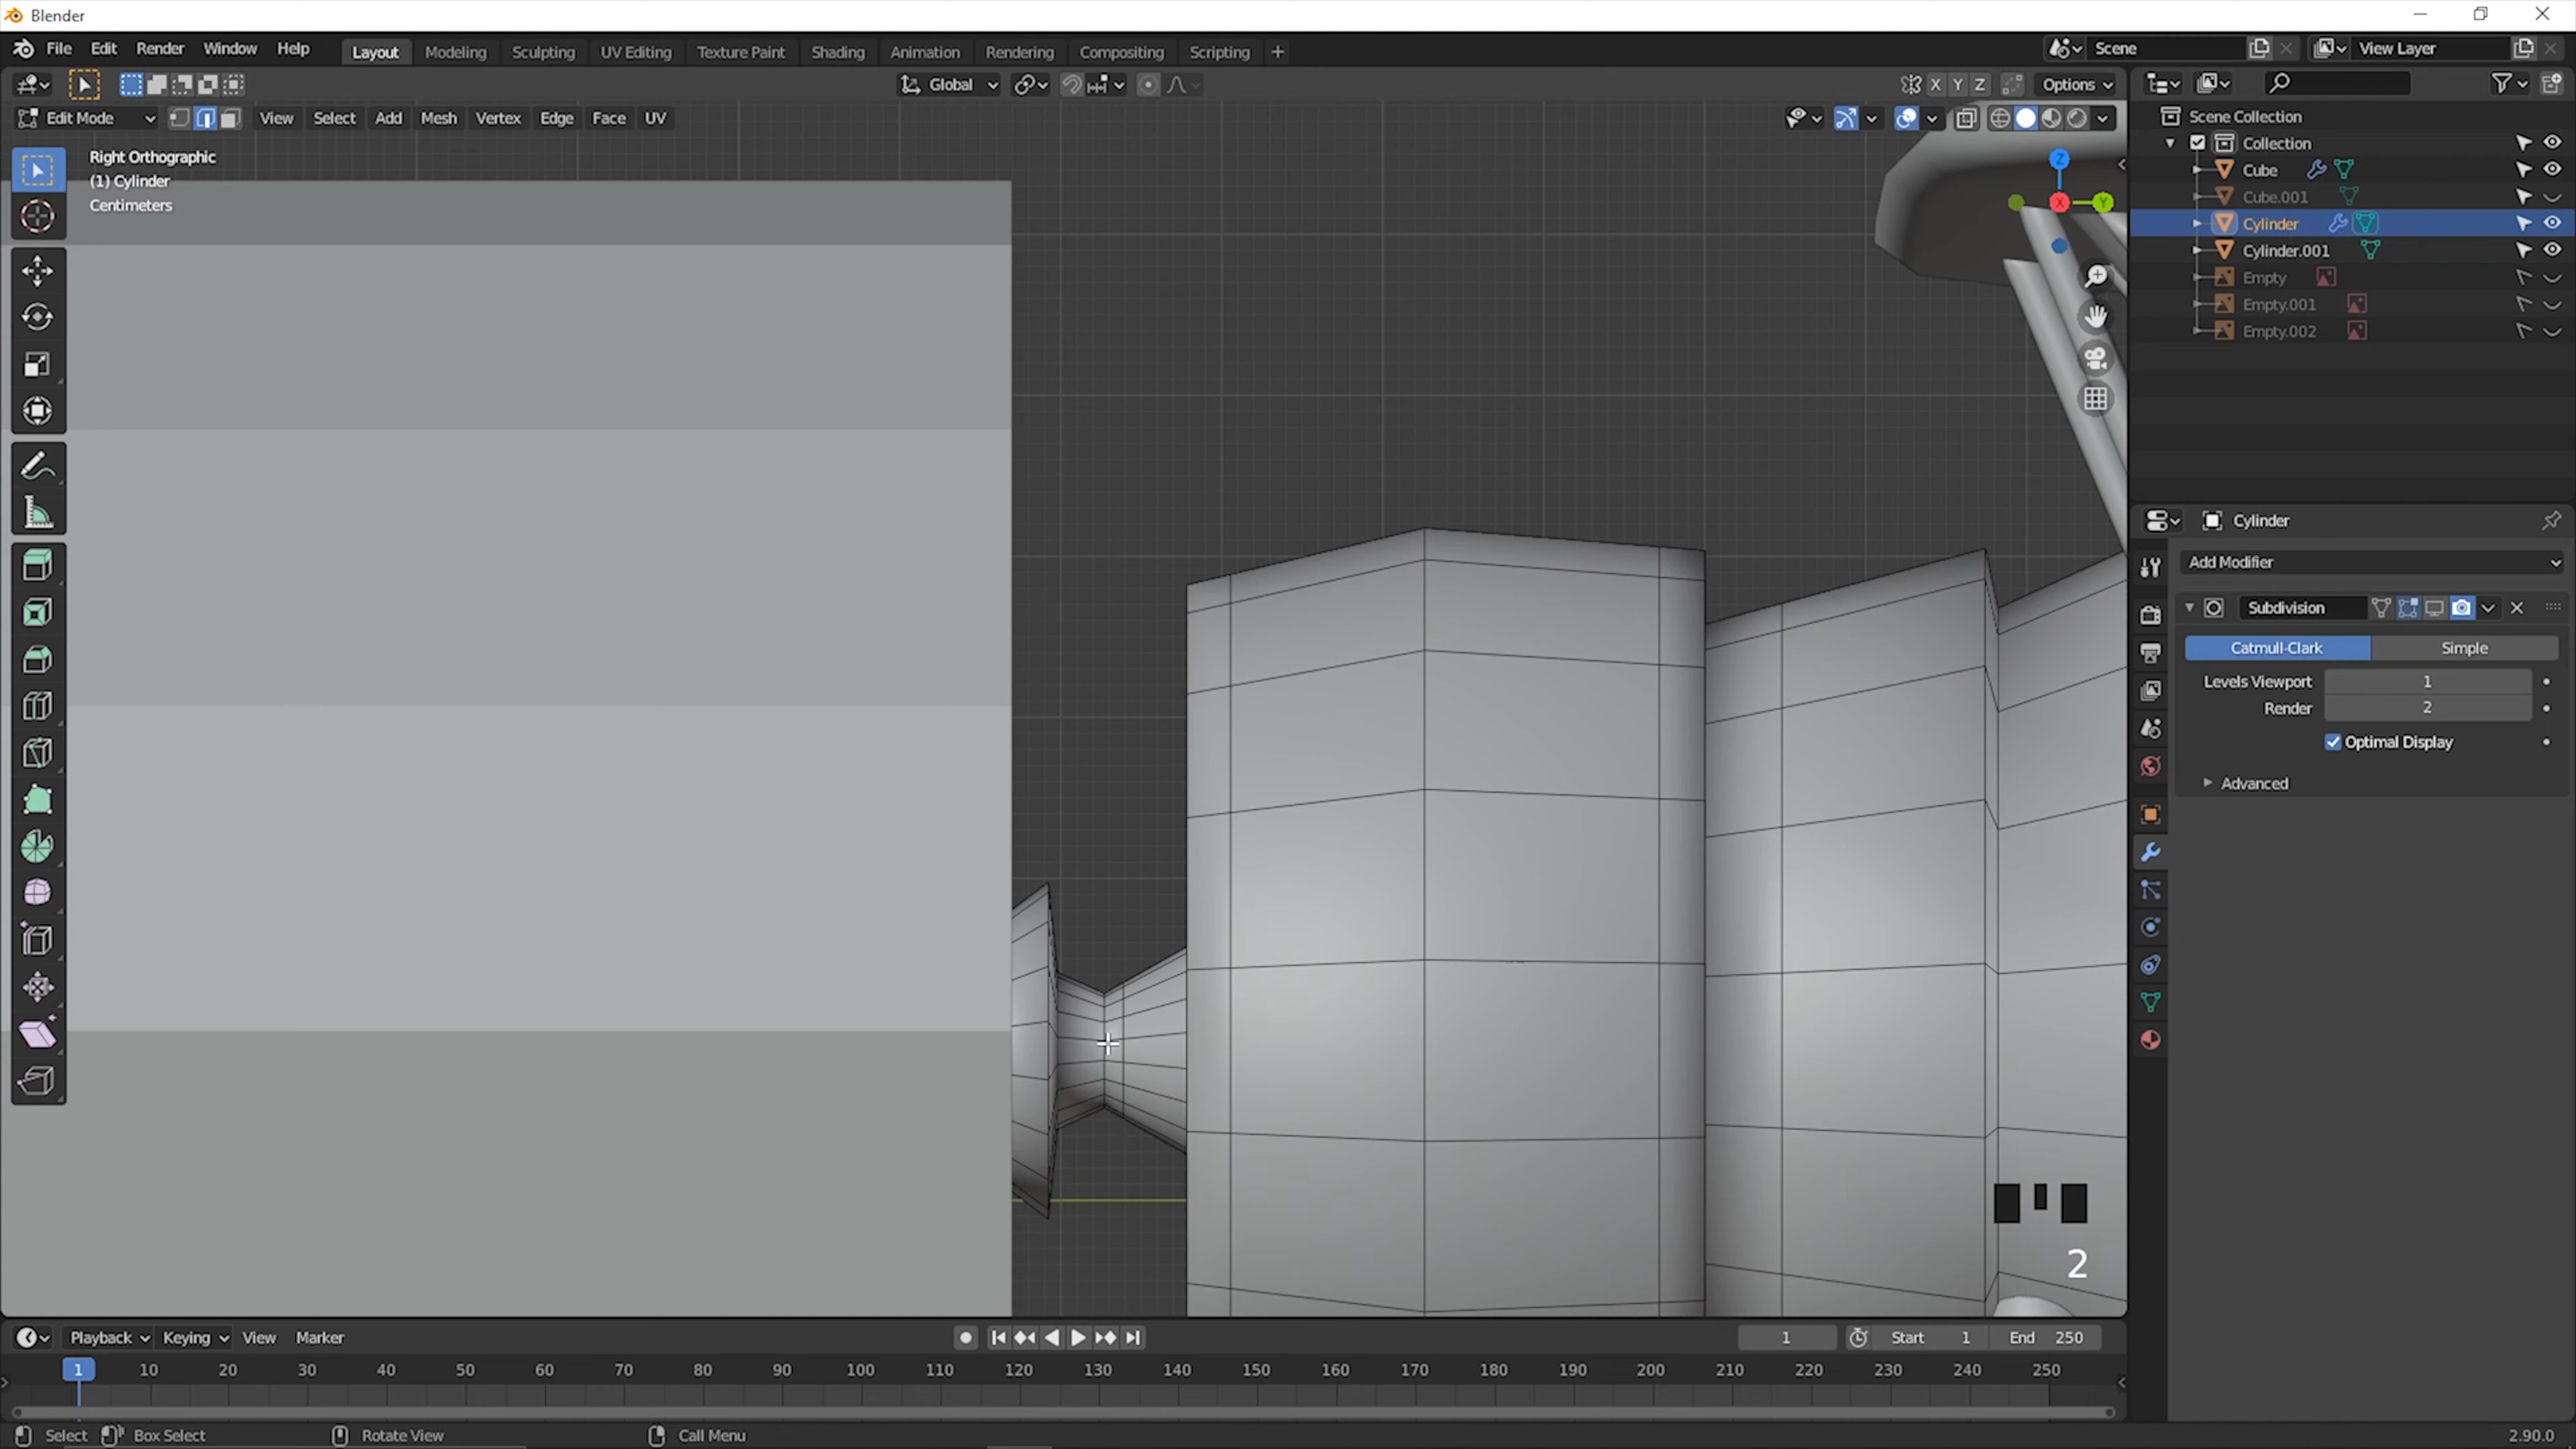 Blender
File Edit Render Window Help Layout Modeling Sculpting UV Editing Texture Paint Shading Animation Rendering Compositing Scripting + Scene View Layer
Global X Y Z Options
Edit Mode View Select Add Mesh Vertex Edge Face UV
Right Orthographic
(1) Cylinder
Centimeters
Z
X Y
Scene Collection
Collection
Cube
Cube.001
Cylinder
Cylinder.001
Empty
Empty.001
Empty.002
Cylinder
Add Modifier
Subdivision
Catmull-Clark Simple
Levels Viewport 1
Render 2
Optimal Display
Advanced
2
Playback Keying View Marker 1 Start 1 End 250
1 10 20 30 40 50 60 70 80 90 100 110 120 130 140 150 160 170 180 190 200 210 220 230 240 250
Select Box Select Rotate View Call Menu 2.90.0